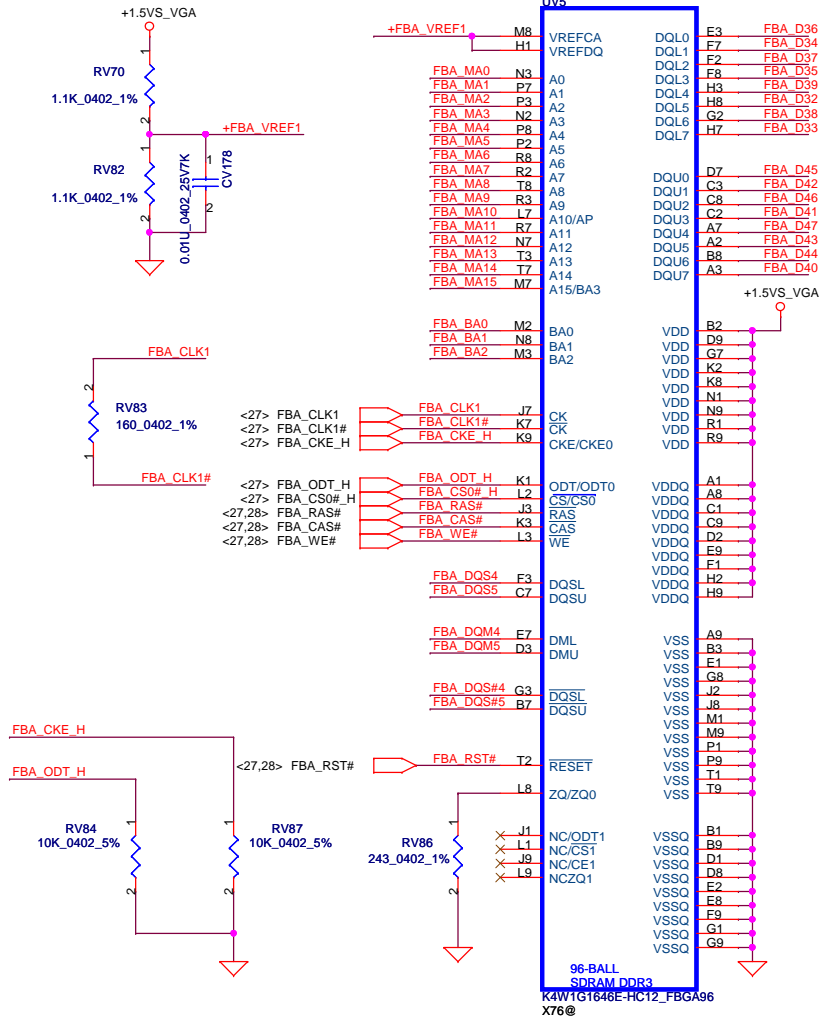 UV5
+1.5VS_VGA
1
RV70
1.1K_0402_1%
2
+FBA_VREF1
1
RV82
1.1K_0402_1%
2
1
CV178
0.01U_0402_25V7K
2
FBA_CLK1
2
RV83
160_0402_1%
1
FBA_CLK1#
<27> FBA_CLK1
<27> FBA_CLK1#
<27> FBA_CKE_H
<27> FBA_ODT_H
<27> FBA_CS0#_H
<27,28> FBA_RAS#
<27,28> FBA_CAS#
<27,28> FBA_WE#
FBA_CKE_H
FBA_ODT_H
<27,28> FBA_RST#
1
RV84
10K_0402_5%
2
1
RV87
10K_0402_5%
2
1
RV86
243_0402_1%
2
+FBA_VREF1 M8 VREFCA
H1 VREFDQ
FBA_MA0 N3 A0
FBA_MA1 P7 A1
FBA_MA2 P3 A2
FBA_MA3 N2 A3
FBA_MA4 P8 A4
FBA_MA5 P2 A5
FBA_MA6 R8 A6
FBA_MA7 R2 A7
FBA_MA8 T8 A8
FBA_MA9 R3 A9
FBA_MA10 L7 A10/AP
FBA_MA11 R7 A11
FBA_MA12 N7 A12
FBA_MA13 T3 A13
FBA_MA14 T7 A14
FBA_MA15 M7 A15/BA3
FBA_BA0 M2 BA0
FBA_BA1 N8 BA1
FBA_BA2 M3 BA2
FBA_CLK1 J7 CK
FBA_CLK1# K7 CK
FBA_CKE_H K9 CKE/CKE0
FBA_ODT_H K1 ODT/ODT0
FBA_CS0#_H L2 CS/CS0
FBA_RAS# J3 RAS
FBA_CAS# K3 CAS
FBA_WE# L3 WE
FBA_DQS4 F3 DQSL
FBA_DQS5 C7 DQSU
FBA_DQM4 E7 DML
FBA_DQM5 D3 DMU
FBA_DQS#4 G3 DQSL
FBA_DQS#5 B7 DQSU
FBA_RST# T2 RESET
L8 ZQ/ZQ0
J1 NC/ODT1
L1 NC/CS1
J9 NC/CE1
L9 NCZQ1
DQL0 E3 FBA_D36
DQL1 F7 FBA_D34
DQL2 F2 FBA_D37
DQL3 F8 FBA_D35
DQL4 H3 FBA_D39
DQL5 H8 FBA_D32
DQL6 G2 FBA_D38
DQL7 H7 FBA_D33
DQU0 D7 FBA_D45
DQU1 C3 FBA_D42
DQU2 C8 FBA_D46
DQU3 C2 FBA_D41
DQU4 A7 FBA_D47
DQU5 A2 FBA_D43
DQU6 B8 FBA_D44
DQU7 A3 FBA_D40
+1.5VS_VGA
VDD B2
VDD D9
VDD G7
VDD K2
VDD K8
VDD N1
VDD N9
VDD R1
VDD R9
VDDQ A1
VDDQ A8
VDDQ C1
VDDQ C9
VDDQ D2
VDDQ E9
VDDQ F1
VDDQ H2
VDDQ H9
VSS A9
VSS B3
VSS E1
VSS G8
VSS J2
VSS J8
VSS M1
VSS M9
VSS P1
VSS P9
VSS T1
VSS T9
VSSQ B1
VSSQ B9
VSSQ D1
VSSQ D8
VSSQ E2
VSSQ E8
VSSQ F9
VSSQ G1
VSSQ G9
96-BALL
SDRAM DDR3
K4W1G1646E-HC12_FBGA96
X76@